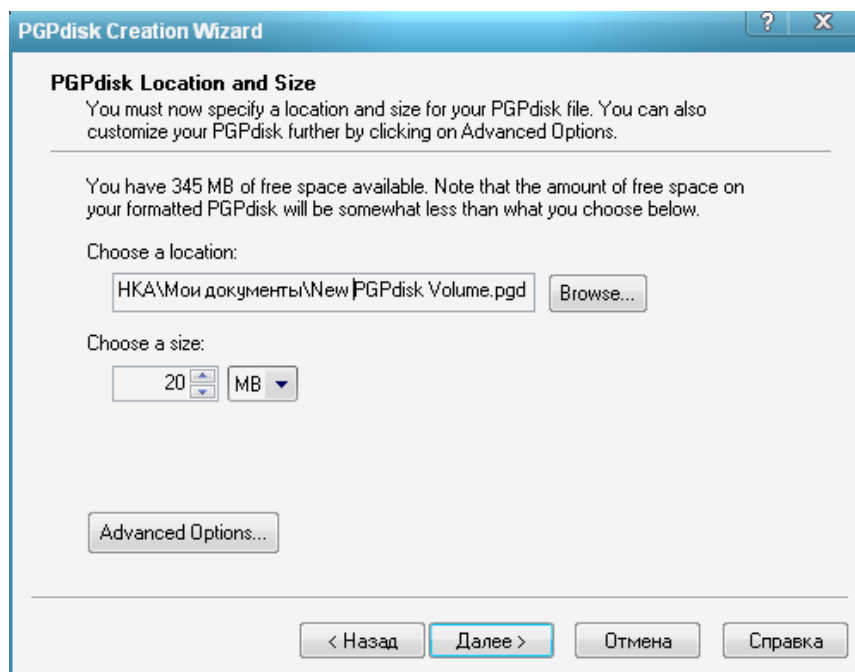 PGPdisk Creation Wizard
PGPdisk Location and Size
You must now specify a location and size for your PGPdisk file. You can also
customize your PGPdisk further by clicking on Advanced Options.
You have 345 MB of free space available. Note that the amount of free space on
your formatted PGPdisk will be somewhat less than what you choose below.
Choose a location:
НКА\Мои документы\New PGPdisk Volume.pgd
Browse...
Choose a size:
20 MB
Advanced Options...
< Назад Далее > Отмена Справка